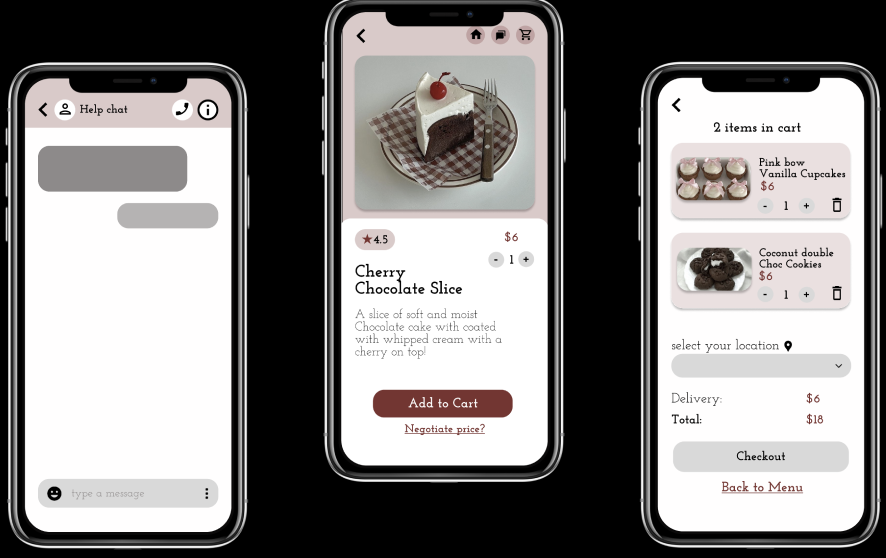 Help chat
type a message
★4.5
$6
- 1 +
Cherry
Chocolate Slice
A slice of soft and moist
Chocolate cake with coated
with whipped cream with a
cherry on top!
Add to Cart
Negotiate price?
2 items in cart
Pink bow
Vanilla Cupcakes
$6
- 1 +
Coconut double
Choc Cookies
$6
- 1 +
select your location
Delivery: $6
Total: $18
Checkout
Back to Menu